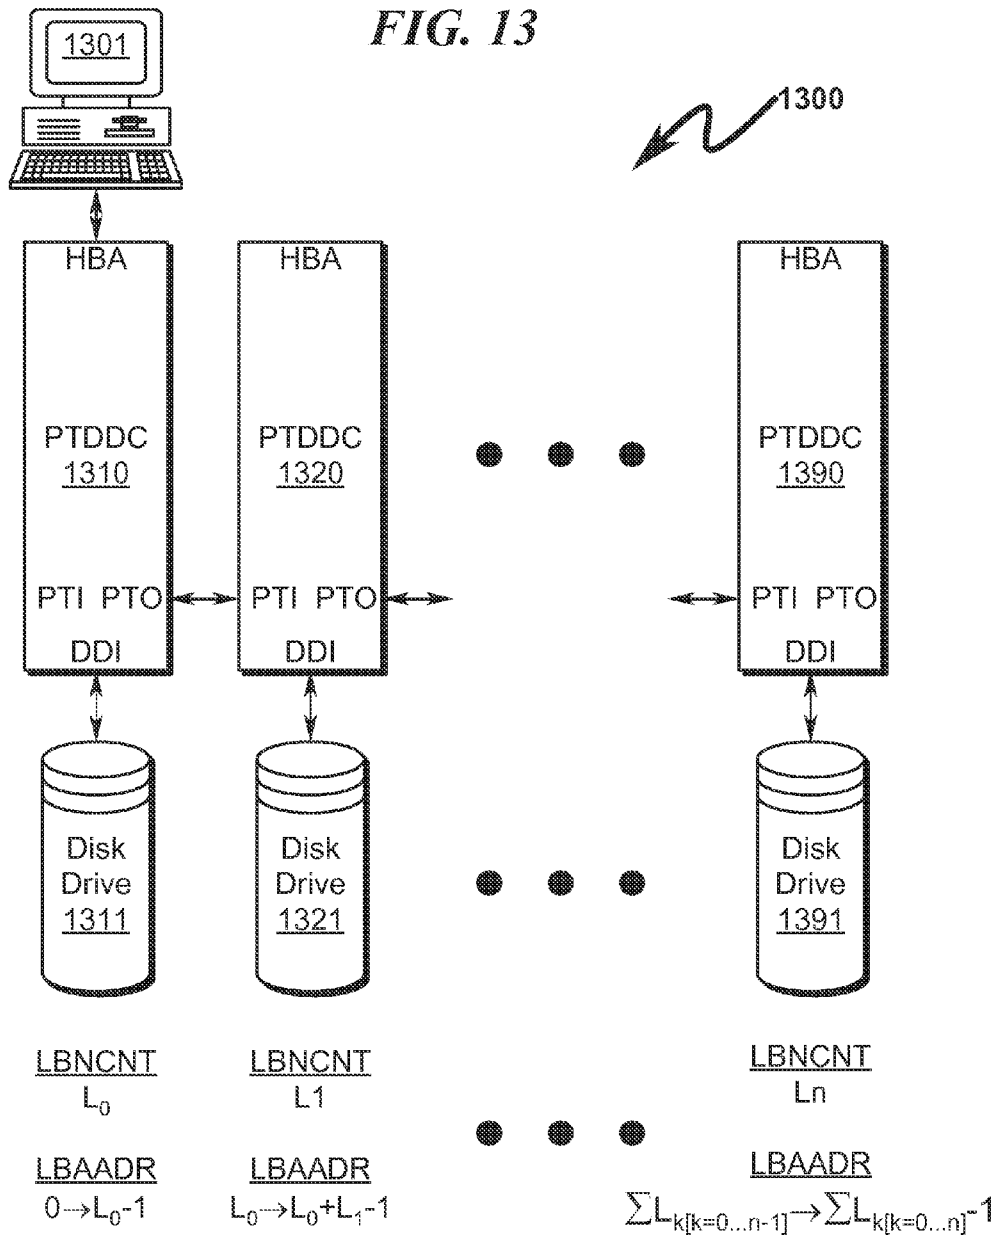 FIG. 13
1301
1300
HBA HBA HBA
PTDDC PTDDC PTDDC
1310 1320 1390
PTI PTO PTI PTO PTI PTO
DDI DDI DDI
Disk Disk Disk
Drive Drive Drive
1311 1321 1391
LBNCNT LBNCNT LBNCNT
L₀ L1 Ln
LBAADR LBAADR LBAADR
0→L₀-1 L₀→L₀+L₁-1 ∑Lk[k=0...n-1]→∑Lk[k=0...n]-1